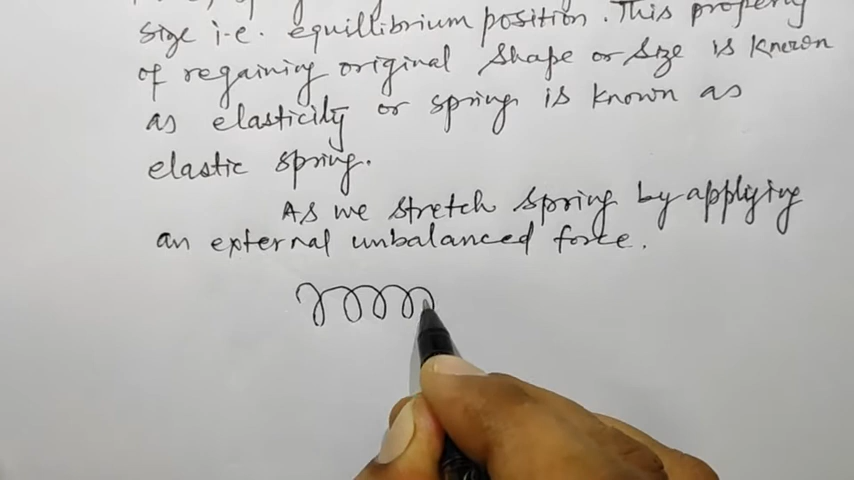 size i.e. equillibrium position. This property
of regaining original shape or size is known
as elasticity or spring is known as
elastic spring.
As we stretch spring by applying
an external unbalanced force.